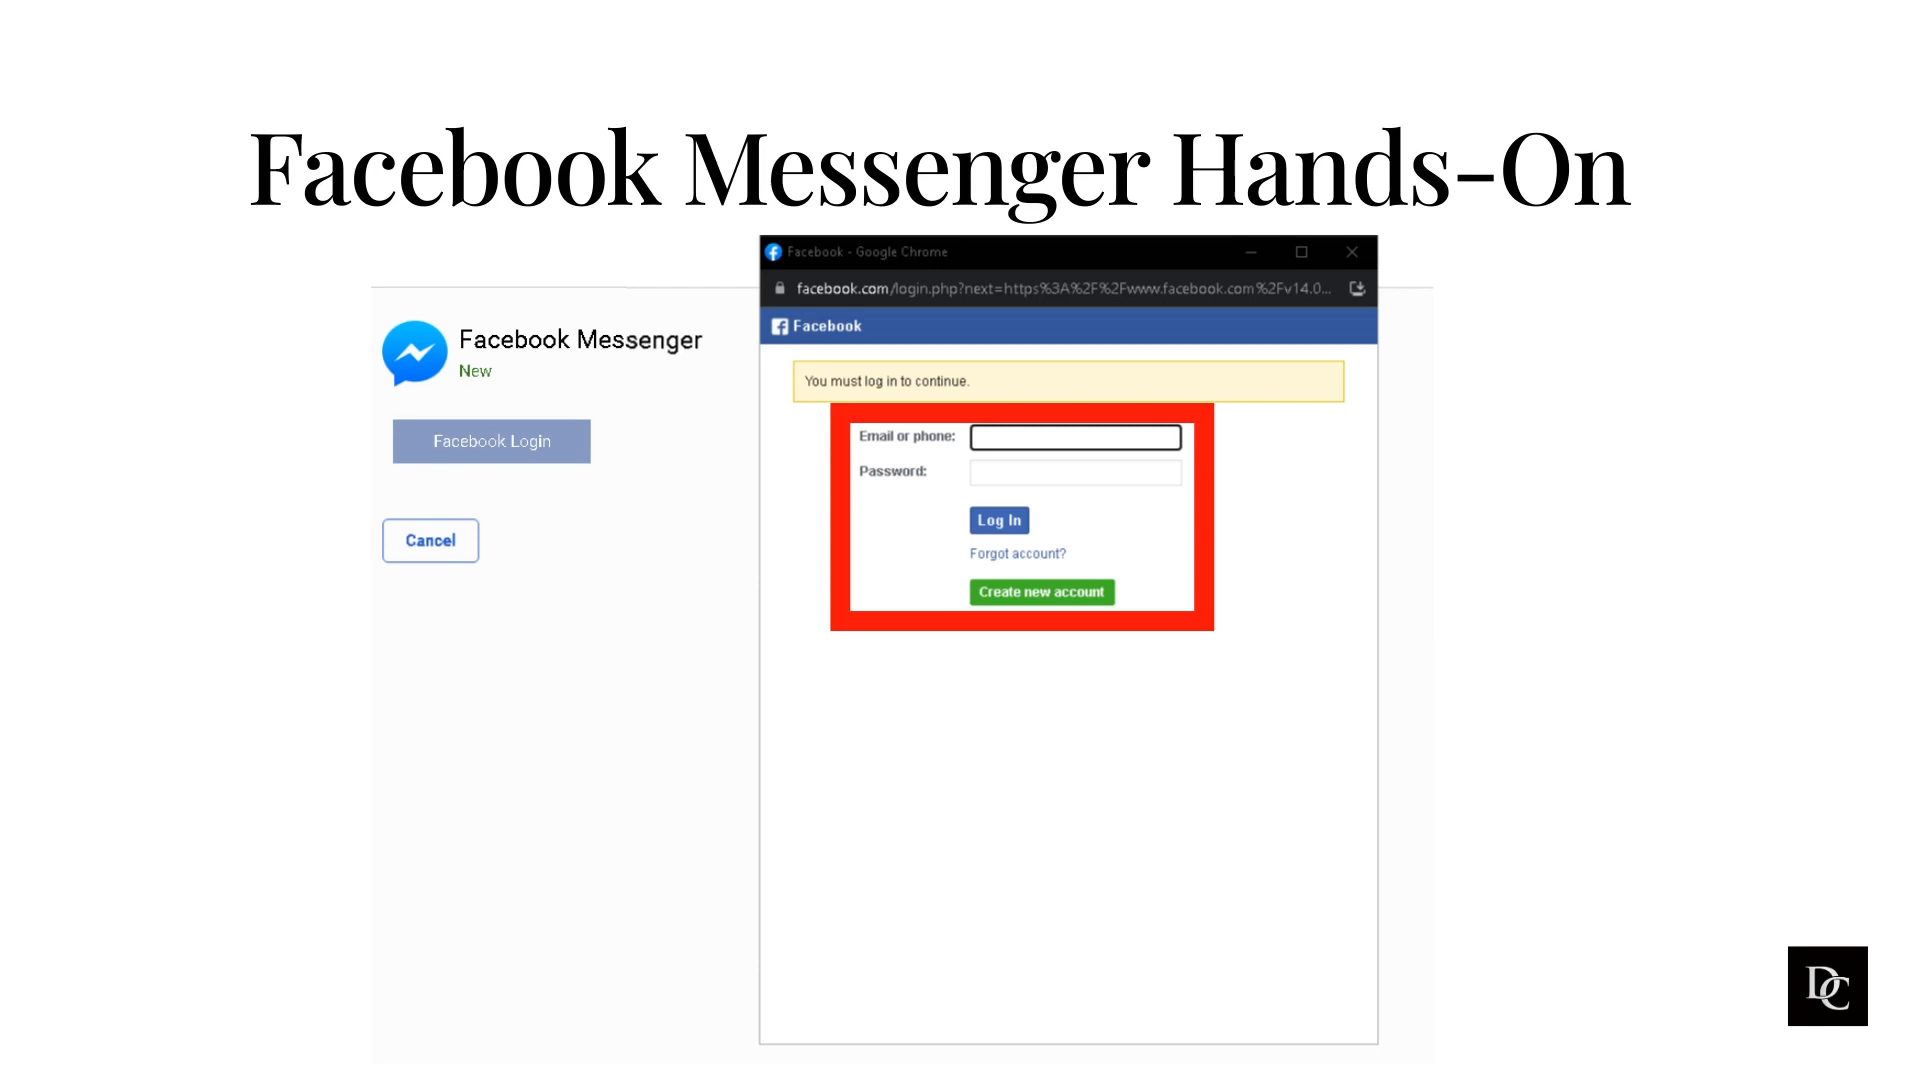 Facebook Messenger Hands-On
Facebook Messenger
New
Facebook Login
Cancel
Facebook - Google Chrome
facebook.com/login.php?next=https%3A%2F%2Fwww.facebook.com%2Fv14.0...
Facebook
You must log in to continue.
Email or phone:
Password:
Log In
Forgot account?
Create new account
DC